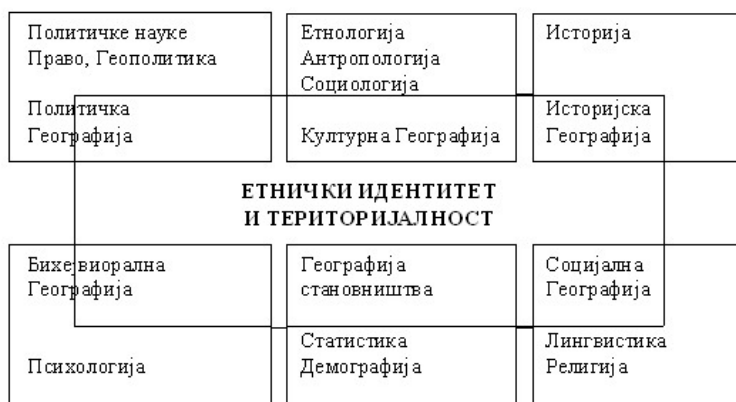 Политичке науке
Право, Геополитика
Политичка
Географија
Етнологија
Антропологија
Социологија
Културна Географија
Историја
Историјска
Географија
ЕТНИЧКИ ИДЕНТИТЕТ
И ТЕРИТОРИЈАЛНОСТ
Бихејвиорална
Географија
Психологија
Географија
становништва
Статистика
Демографија
Социјална
Географија
Лингвистика
Религија